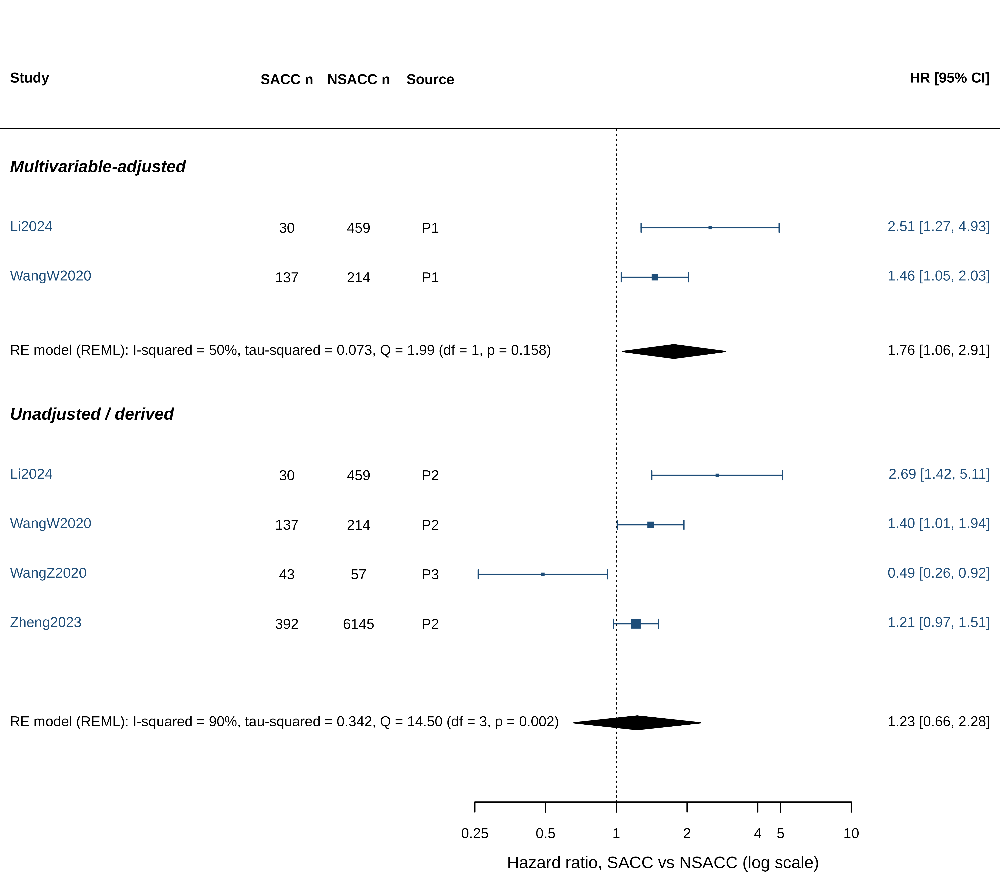 Study SACC n NSACC n Source HR [95% CI]
Multivariable-adjusted
Li2024 30 459 P1 2.51 [1.27, 4.93]
WangW2020 137 214 P1 1.46 [1.05, 2.03]
RE model (REML): I-squared = 50%, tau-squared = 0.073, Q = 1.99 (df = 1, p = 0.158) 1.76 [1.06, 2.91]
Unadjusted / derived
Li2024 30 459 P2 2.69 [1.42, 5.11]
WangW2020 137 214 P2 1.40 [1.01, 1.94]
WangZ2020 43 57 P3 0.49 [0.26, 0.92]
Zheng2023 392 6145 P2 1.21 [0.97, 1.51]
RE model (REML): I-squared = 90%, tau-squared = 0.342, Q = 14.50 (df = 3, p = 0.002) 1.23 [0.66, 2.28]
0.25 0.5 1 2 4 5 10
Hazard ratio, SACC vs NSACC (log scale)